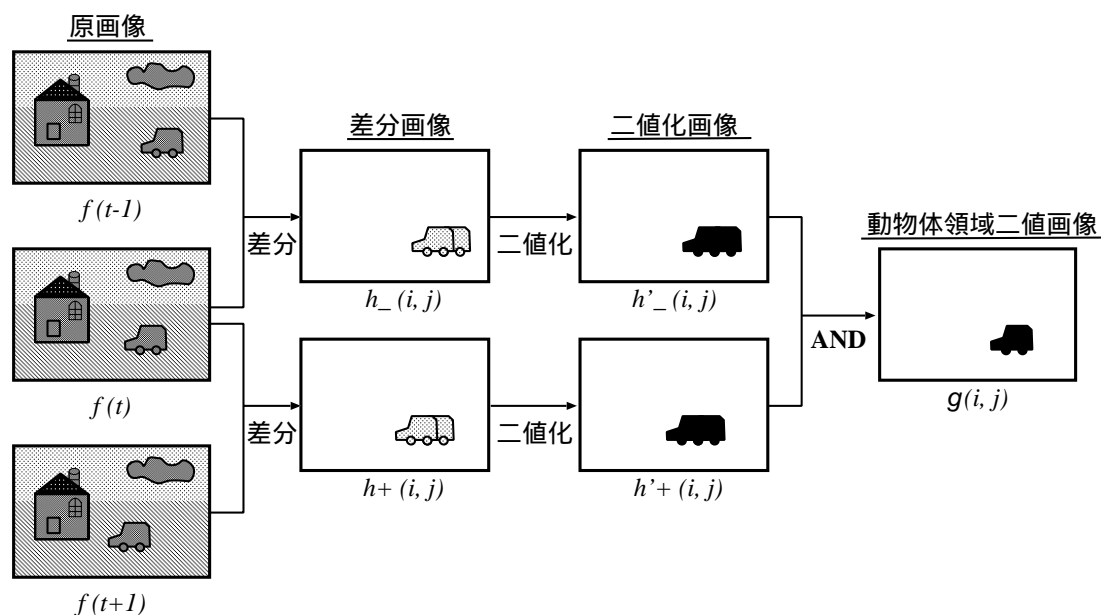 原画像
f(t-1)
f(t)
f(t+1)
差分
差分
差分画像
h_(i, j)
h+(i, j)
二値化
二値化
二値化画像
h’_(i, j)
h’+(i, j)
AND
動物体領域二値画像
g(i, j)